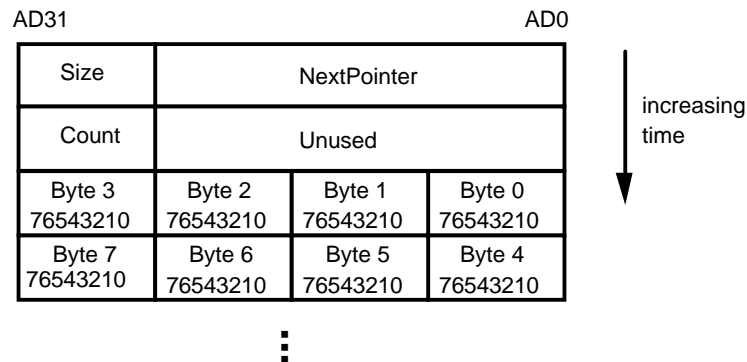 AD31 AD0
Size NextPointer
increasing
Count Unused
time
Byte 3 Byte 2 Byte 1 Byte 0
76543210 76543210 76543210 76543210
Byte 7 Byte 6 Byte 5 Byte 4
76543210 76543210 76543210 76543210